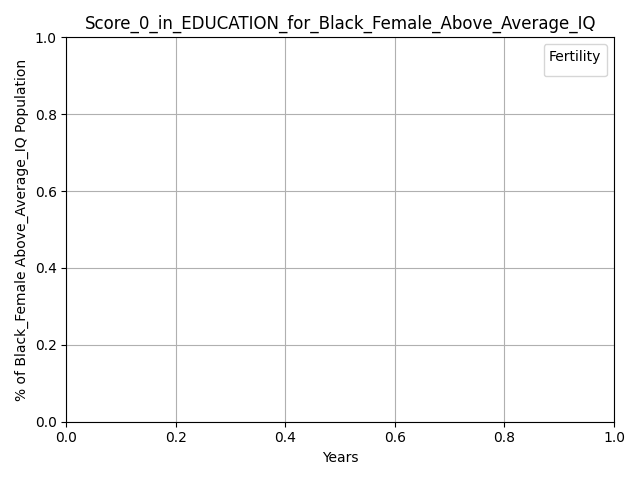 Score_0_in_EDUCATION_for_Black_Female_Above_Average_IQ
Fertility
% of Black_Female Above_Average_IQ Population
1.0
0.8
0.6
0.4
0.2
0.0
0.0 0.2 0.4 0.6 0.8 1.0
Years